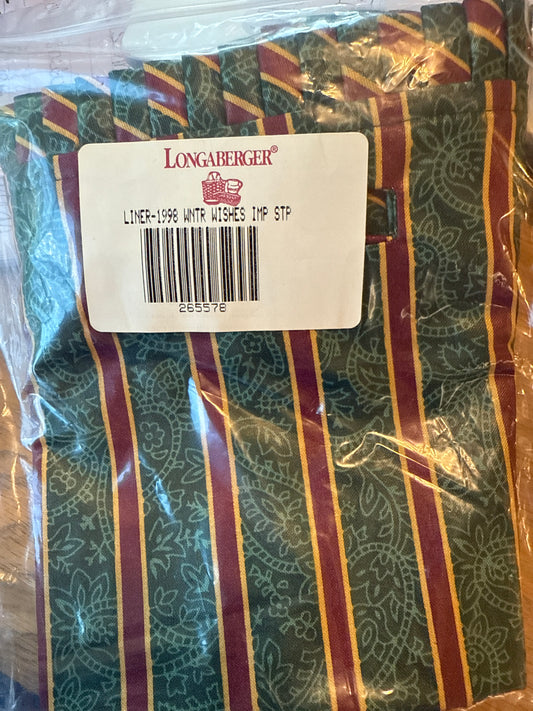 LONGABERGER®
LINER-1998 WNTR WISHES IMP STP
265578